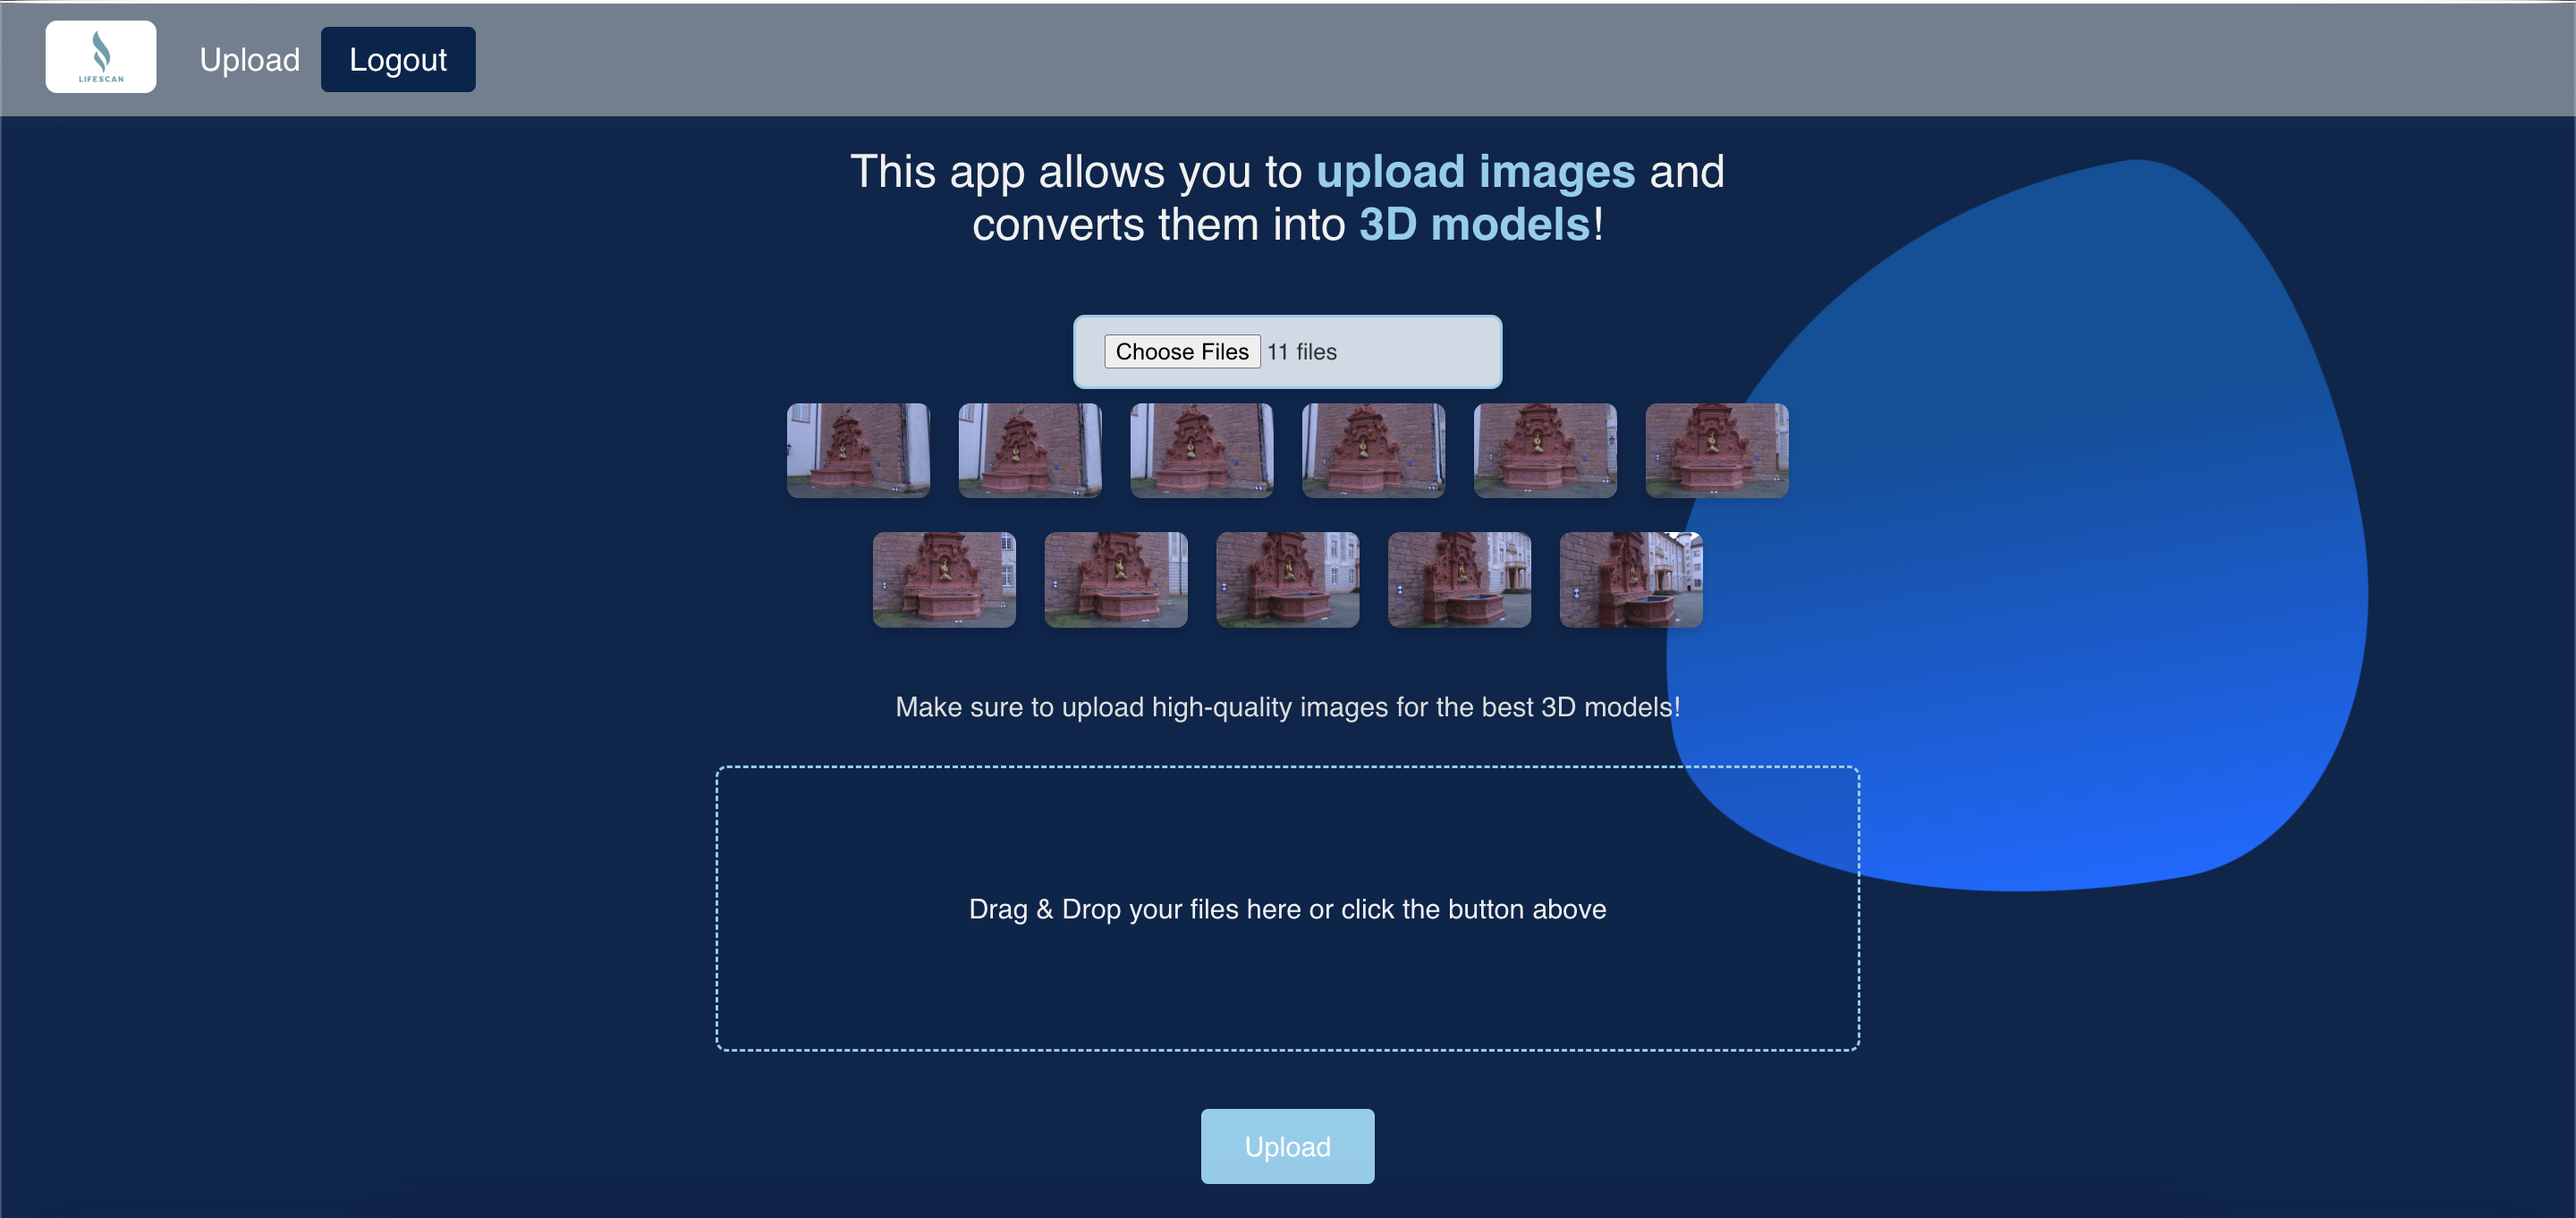 LIFESCAN
Upload
Logout
This app allows you to upload images and
converts them into 3D models!
Choose Files 11 files
Make sure to upload high-quality images for the best 3D models!
Drag & Drop your files here or click the button above
Upload